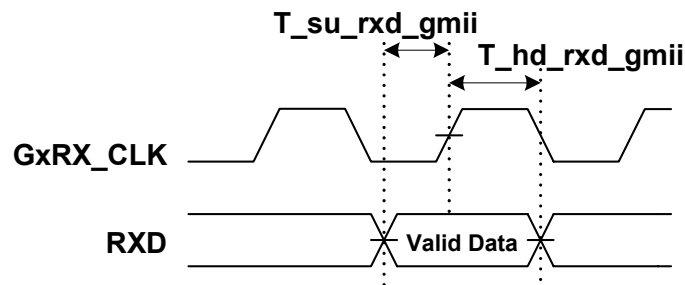 T_su_rxd_gmii
T_hd_rxd_gmii
GxRX_CLK
RXD
Valid Data